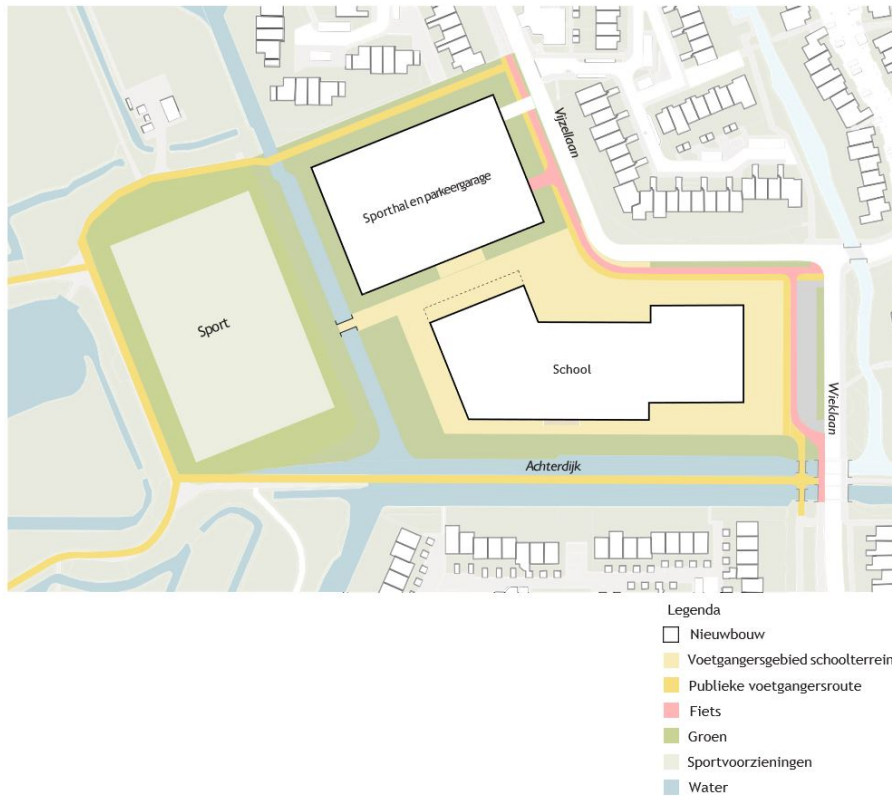 Vijzellaan
Sporthal en parkeergarage
Sport
School
Wieklaan
Achterdijk
Legenda
Nieuwbouw
Voetgangersgebied schoolterrein
Publieke voetgangersroute
Fiets
Groen
Sportvoorzieningen
Water